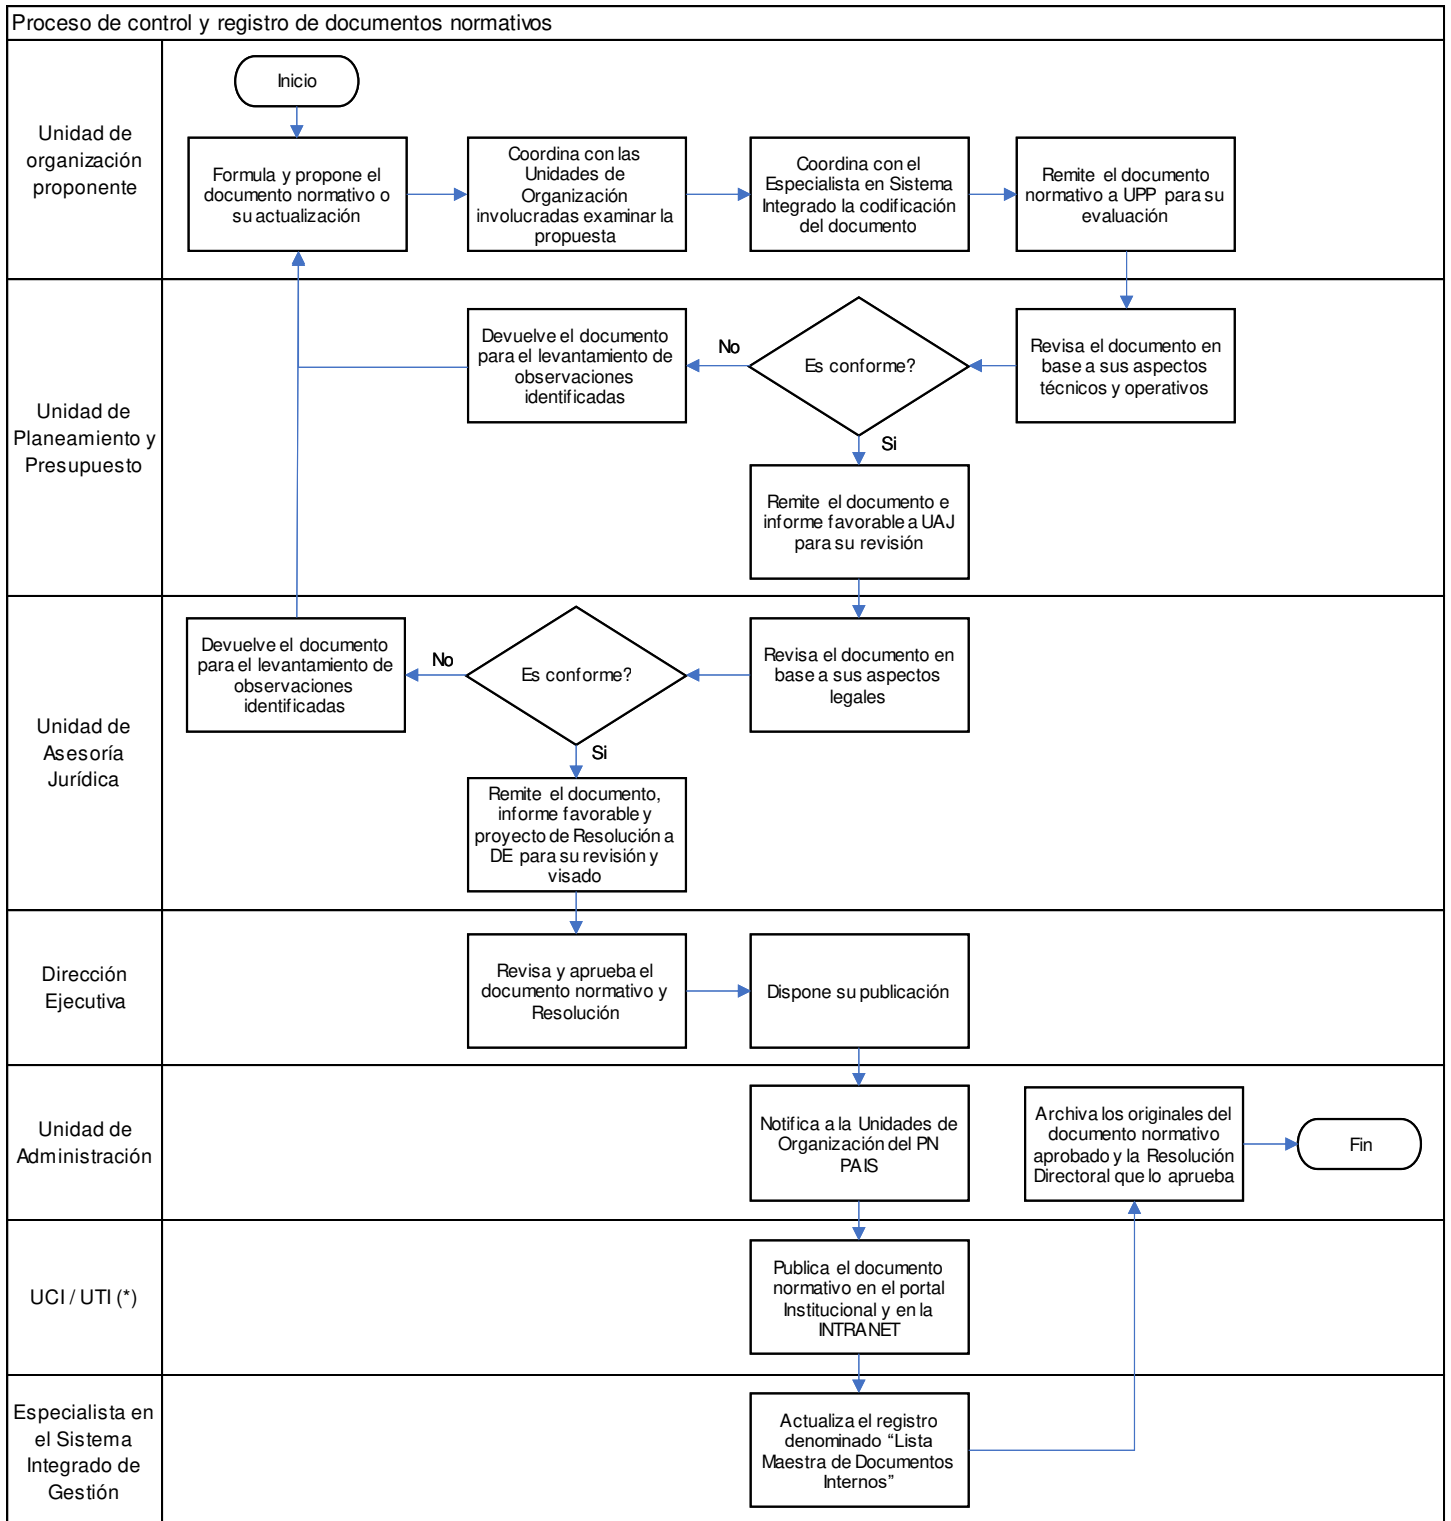 Proceso de control y registro de documentos normativos
Unidad de
organización
proponente
Inicio
Formula y propone el
documento normativo o
su actualización
Coordina con las
Unidades de
Organización
involucradas examinar la
propuesta
Coordina con el
Especialista en Sistema
Integrado la codificación
del documento
Remite el documento
normativo a UPP para su
evaluación
Unidad de
Planeamiento y
Presupuesto
Devuelve el documento
para el levantamiento de
observaciones
identificadas
No
Es conforme?
Revisa el documento en
base a sus aspectos
técnicos y operativos
Si
Remite el documento e
informe favorable a UAJ
para su revisión
Unidad de
Asesoría
Jurídica
Devuelve el documento
para el levantamiento de
observaciones
identificadas
No
Es conforme?
Revisa el documento en
base a sus aspectos
legales
Si
Remite el documento,
informe favorable y
proyecto de Resolución a
DE para su revisión y
visado
Dirección
Ejecutiva
Revisa y aprueba el
documento normativo y
Resolución
Dispone su publicación
Unidad de
Administración
Notifica a la Unidades de
Organización del PN
PAIS
Archiva los originales del
documento normativo
aprobado y la Resolución
Directoral que lo aprueba
Fin
UCI / UTI (*)
Publica el documento
normativo en el portal
Institucional y en la
INTRANET
Especialista en
el Sistema
Integrado de
Gestión
Actualiza el registro
denominado “Lista
Maestra de Documentos
Internos”